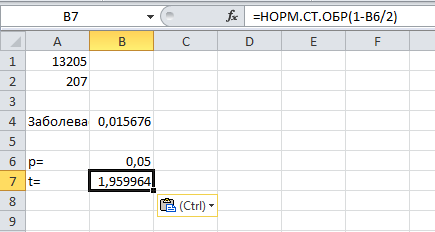 B7 fx =НОРМ.СТ.ОБР(1-B6/2)
A B C D E F
1 13205
2 207
3
4 Заболева 0,015676
5
6 p= 0,05
7 t= 1,959964
8 (Ctrl)
9